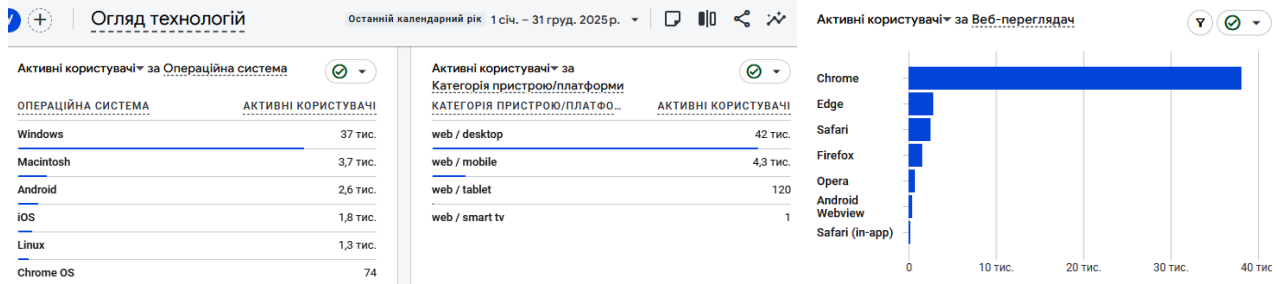 Огляд технологій
Останній календарний рік 1 січ. – 31 груд. 2025 р.
Активні користувачі за Операційна система
ОПЕРАЦІЙНА СИСТЕМА АКТИВНІ КОРИСТУВАЧІ
Windows 37 тис.
Macintosh 3,7 тис.
Android 2,6 тис.
iOS 1,8 тис.
Linux 1,3 тис.
Chrome OS 74
Активні користувачі за
Категорія пристрою/платформи
КАТЕГОРІЯ ПРИСТРОЮ/ПЛАТФО... АКТИВНІ КОРИСТУВАЧІ
web / desktop 42 тис.
web / mobile 4,3 тис.
web / tablet 120
web / smart tv 1
Активні користувачі за Веб-переглядач
Chrome
Edge
Safari
Firefox
Opera
Android
Webview
Safari (in-app)
0 10 тис. 20 тис. 30 тис. 40 тис